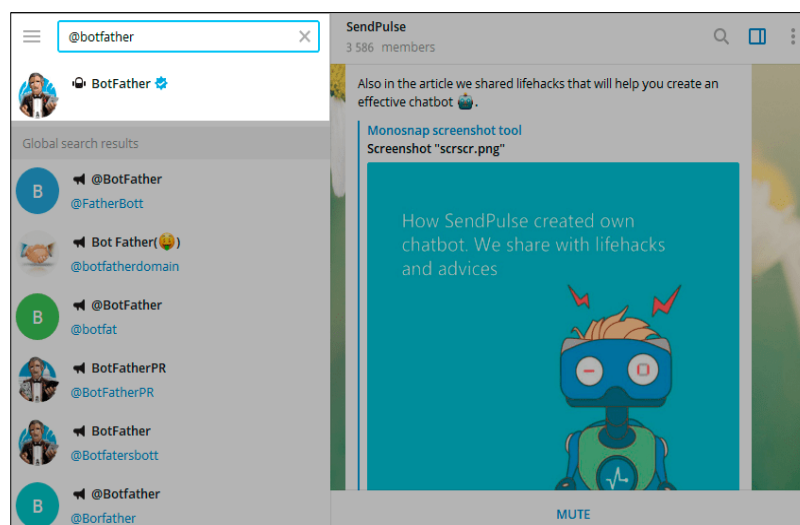 @botfather
BotFather
Global search results
@BotFather
@FatherBott
Bot Father(🤑)
@botfatherdomain
@BotFather
@botfat
BotFatherPR
@BotFatherPR
BotFather
@Botfatersbott
@Botfather
@Borfather
B
B
B
SendPulse
3 586 members
Also in the article we shared lifehacks that will help you create an
effective chatbot 🤖.
Monosnap screenshot tool
Screenshot "scrscr.png"
How SendPulse created own
chatbot. We share with lifehacks
and advices
MUTE